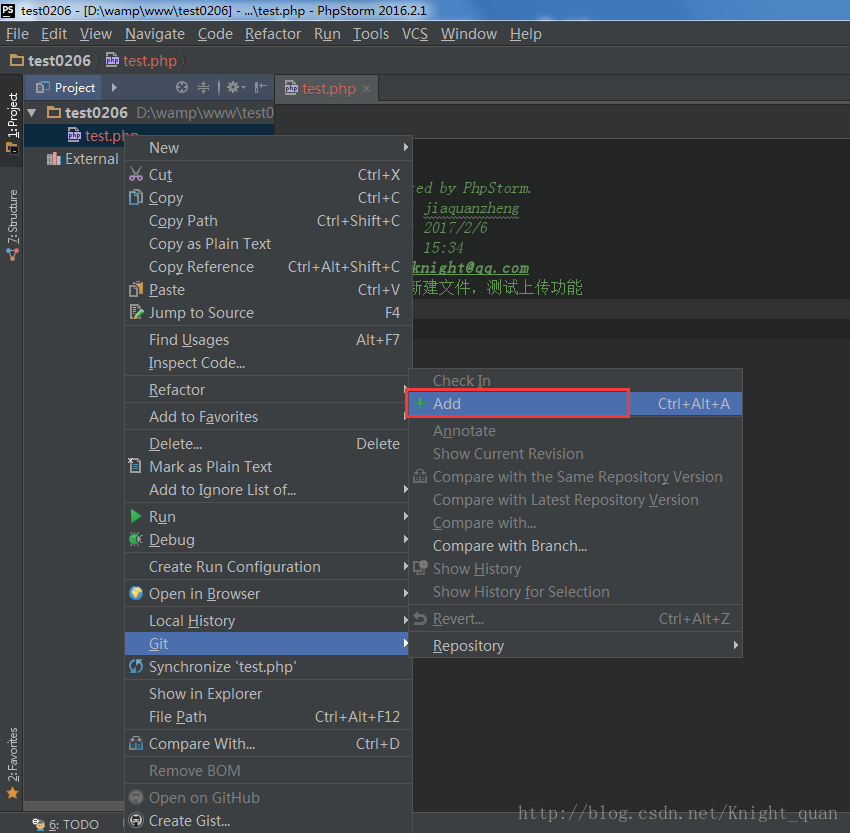 test0206 - [D:\wamp\www\test0206] - ...\test.php - PhpStorm 2016.2.1
File Edit View Navigate Code Refactor Run Tools VCS Window Help
test0206 test.php
Project
test.php
1: Project
test0206 D:\wamp\www\test0
test.php
External
7: Structure
ed by PhpStorm.
jiaquanzheng
2017/2/6
15:34
knight@qq.com
新建文件，测试上传功能
New
Cut Ctrl+X
Copy Ctrl+C
Copy Path Ctrl+Shift+C
Copy as Plain Text
Copy Reference Ctrl+Alt+Shift+C
Paste Ctrl+V
Jump to Source F4
Find Usages Alt+F7
Inspect Code...
Refactor
Add to Favorites
Delete... Delete
Mark as Plain Text
Add to Ignore List of...
Run
Debug
Create Run Configuration
Open in Browser
Local History
Git
Synchronize 'test.php'
Show in Explorer
File Path Ctrl+Alt+F12
Compare With... Ctrl+D
Remove BOM
Open on GitHub
Create Gist...
Check In
Add Ctrl+Alt+A
Annotate
Show Current Revision
Compare with the Same Repository Version
Compare with Latest Repository Version
Compare with...
Compare with Branch...
Show History
Show History for Selection
Revert... Ctrl+Alt+Z
Repository
2: Favorites
6: TODO
http://blog.csdn.net/Knight_quan